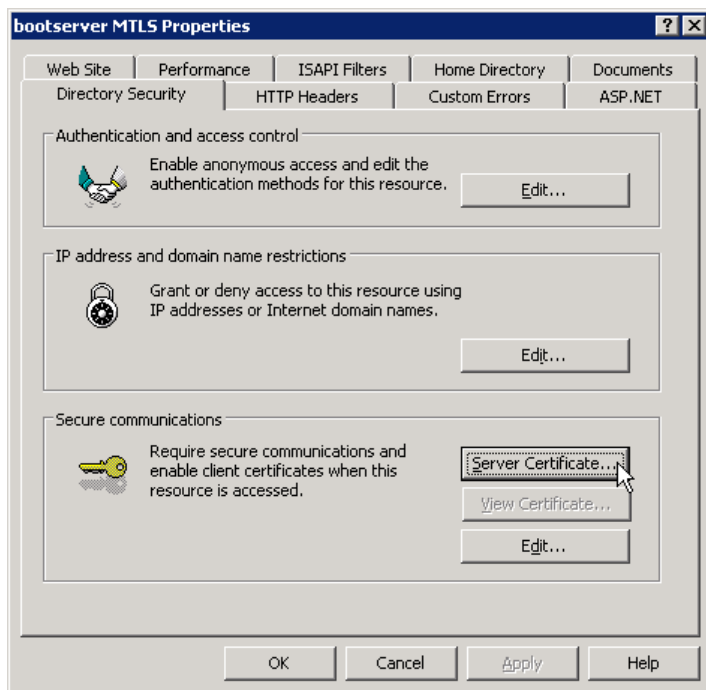 bootserver MTLS Properties
Web Site
Performance
ISAPI Filters
Home Directory
Documents
Directory Security
HTTP Headers
Custom Errors
ASP.NET
Authentication and access control
Enable anonymous access and edit the
authentication methods for this resource.
Edit...
IP address and domain name restrictions
Grant or deny access to this resource using
IP addresses or Internet domain names.
Edit...
Secure communications
Require secure communications and
enable client certificates when this
resource is accessed.
Server Certificate...
View Certificate...
Edit...
OK
Cancel
Apply
Help